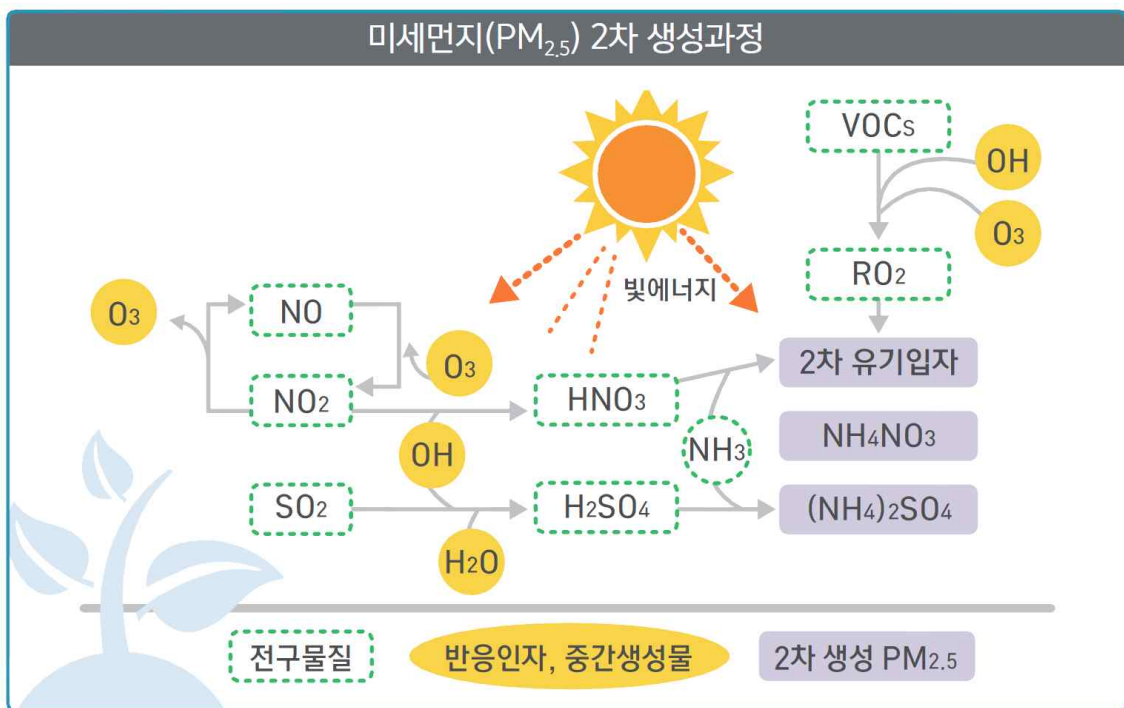 미세먼지(PM2.5) 2차 생성과정
VOCs
OH
O3
RO2
빛에너지
O3
NO
O3
2차 유기입자
NO2
HNO3
OH
NH3
NH4NO3
SO2
H2SO4
(NH4)2SO4
H2O
전구물질
반응인자, 중간생성물
2차 생성 PM2.5